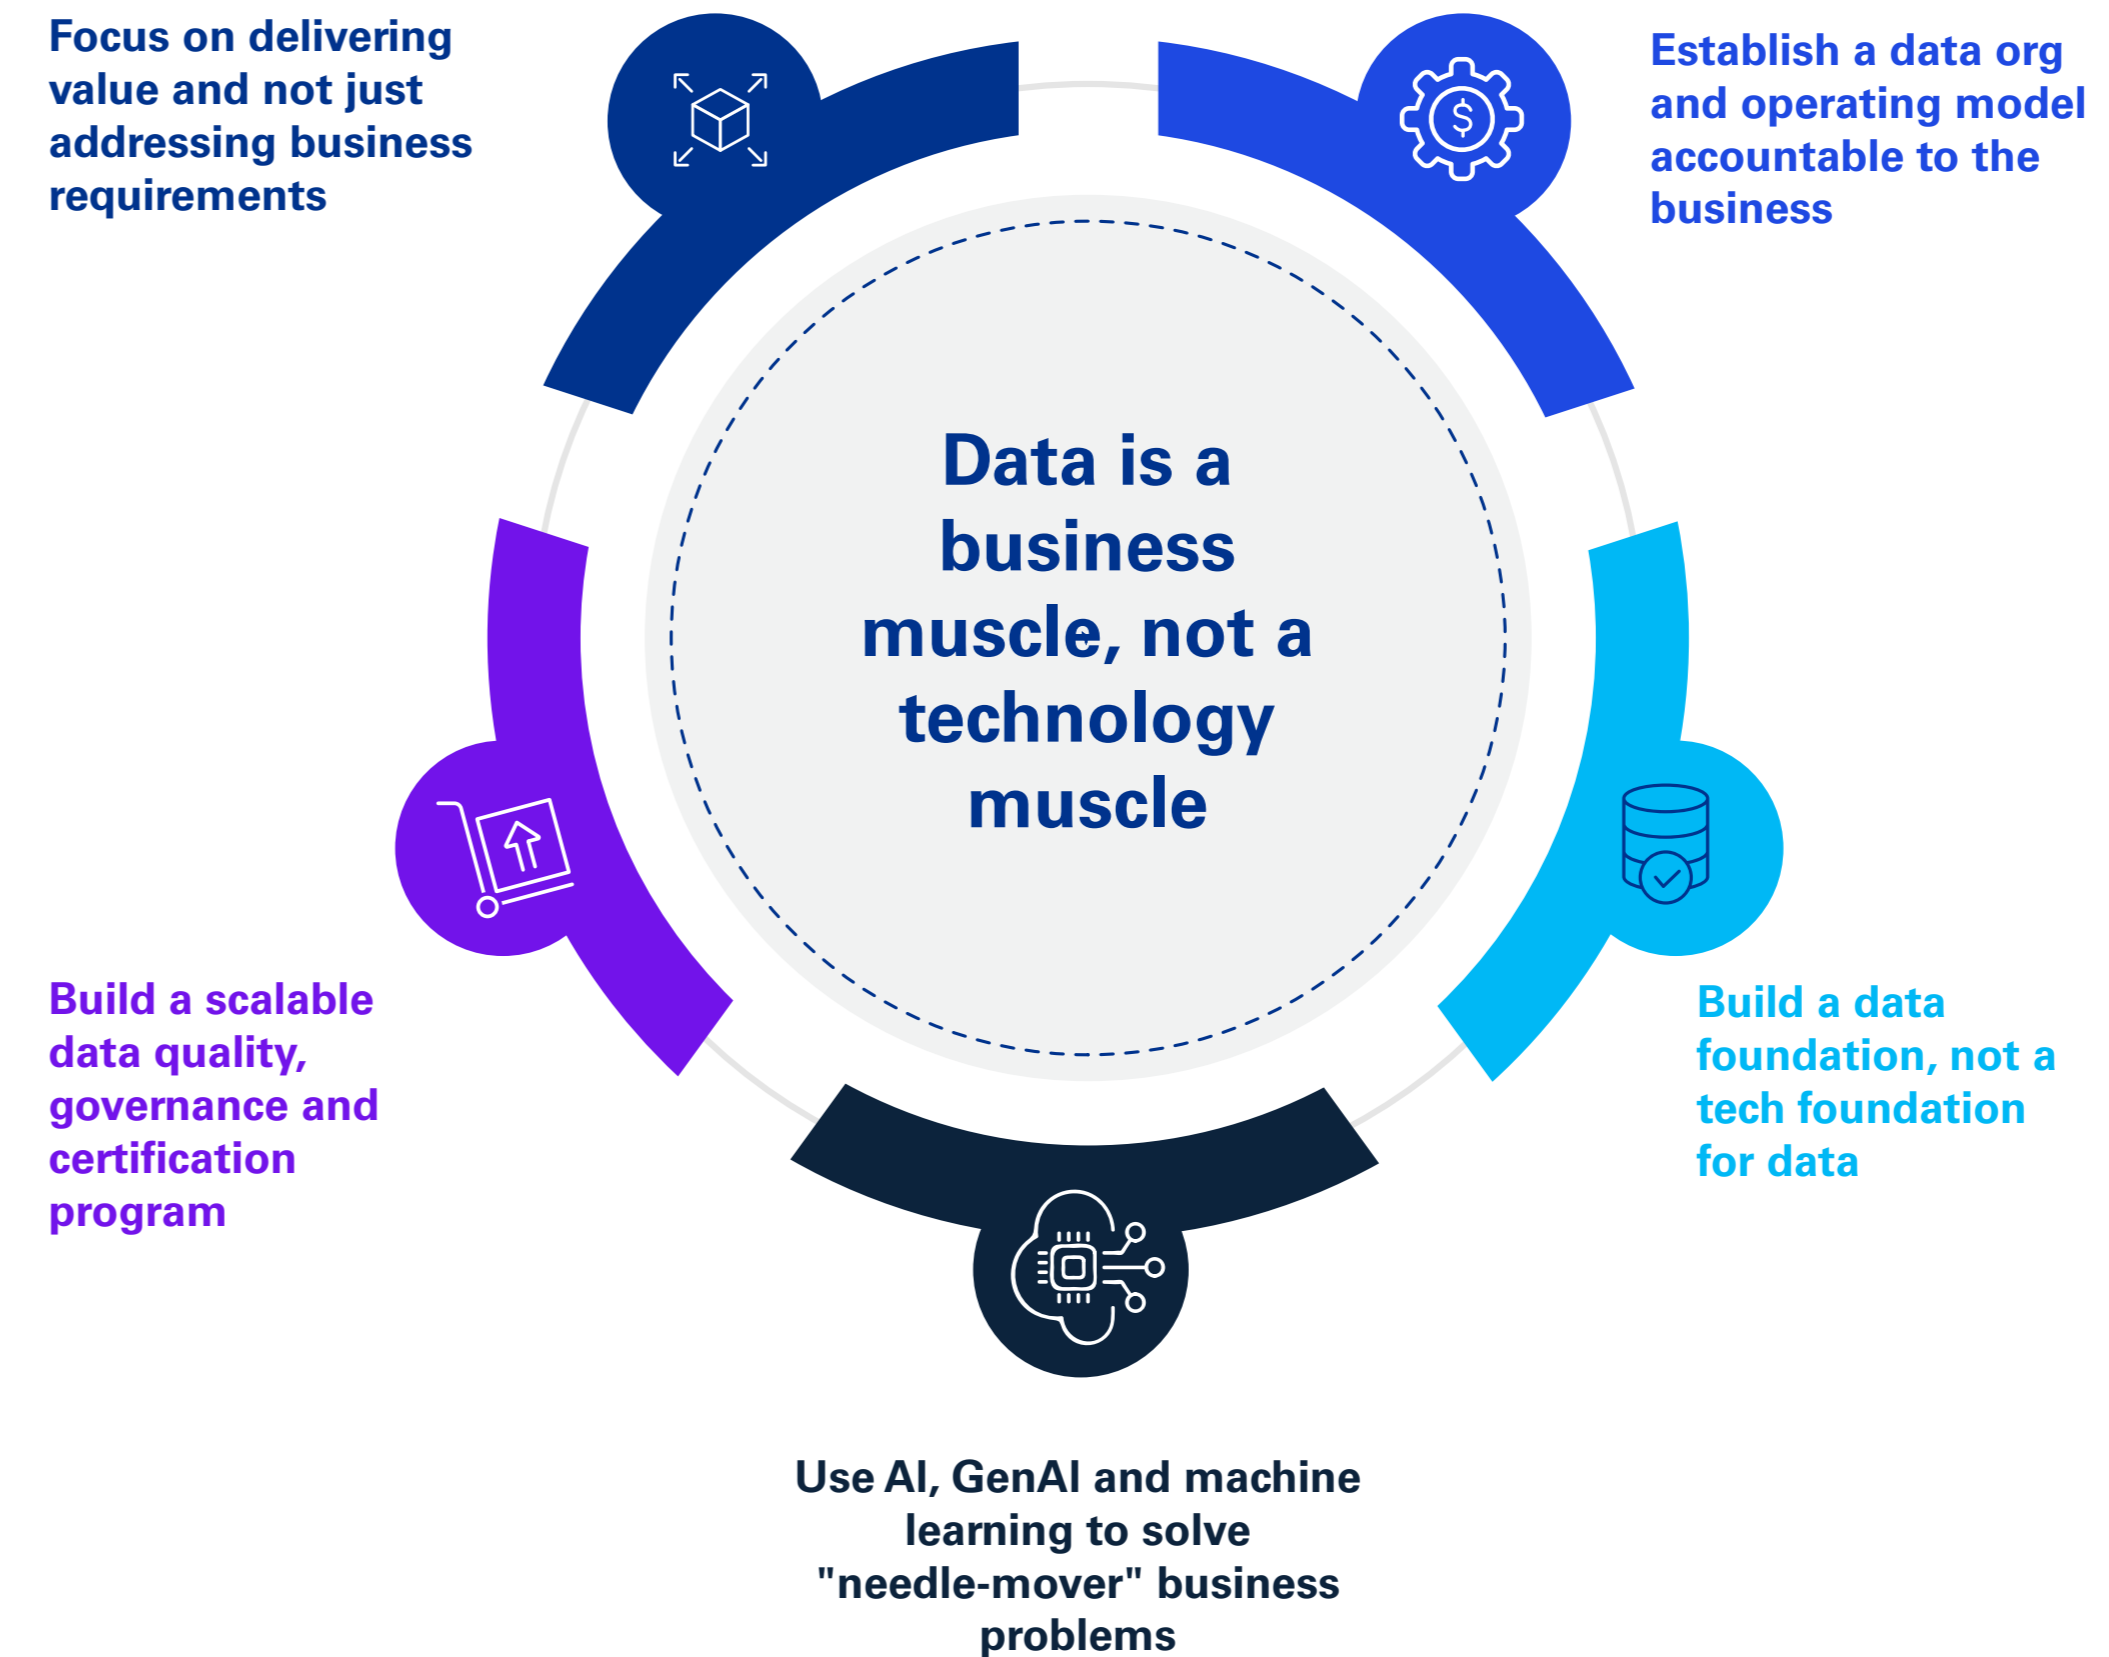 Focus on delivering
value and not just
addressing business
requirements
Establish a data org
and operating model
accountable to the
business
$
Data is a
business
muscle, not a
technology
muscle
Build a scalable
data quality,
governance and
certification
program
Build a data
foundation, not a
tech foundation
for data
Use AI, GenAI and machine
learning to solve
"needle-mover" business
problems